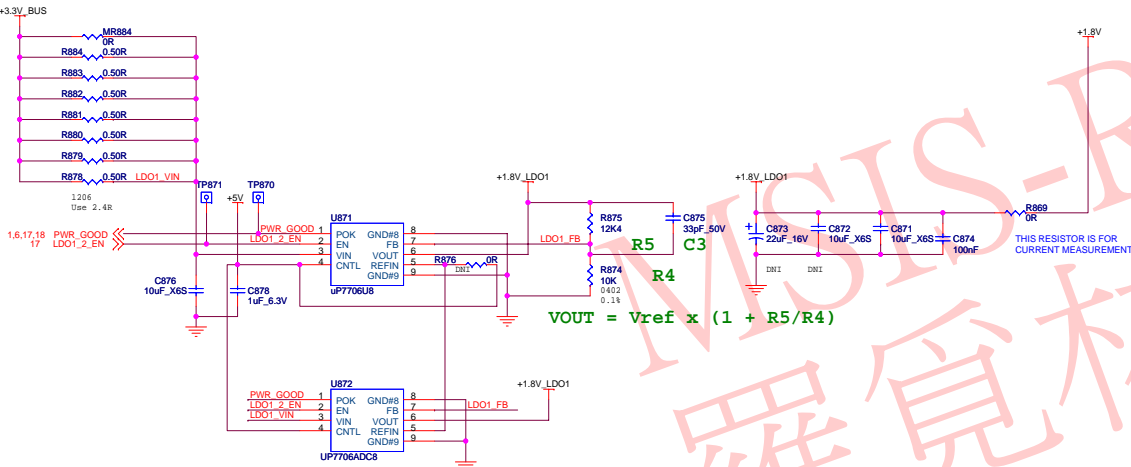 +3.3V_BUS
MR884
0R
R884 0.50R
R883 0.50R
R882 0.50R
R881 0.50R
R880 0.50R
R879 0.50R
R878 0.50R LDO1_VIN
1206
Use 2.4R
TP871
TP870
+5V
1,6,17,18 PWR_GOOD
17 LDO1_2_EN
PWR_GOOD
LDO1_2_EN
U871
1 POK GND#8 8
2 EN FB 7
3 VIN VOUT 6
4 CNTL REFIN 5
GND#9 9
uP7706U8
C876
10uF_X6S
C878
1uF_6.3V
R876 0R
DNI
+1.8V_LDO1
LDO1_FB
R875
12K4
C875
33pF_50V
R5 C3
R4
R874
10K
0402
0.1%
VOUT = Vref x (1 + R5/R4)
+1.8V_LDO1
C873
22uF_16V
C872
10uF_X6S
C871
10uF_X6S
C874
100nF
DNI DNI
R869
0R
+1.8V
THIS RESISTOR IS FOR
CURRENT MEASUREMENT
U872
PWR_GOOD 1 POK GND#8 8
LDO1_2_EN 2 EN FB 7 LDO1_FB
LDO1_VIN 3 VIN VOUT 6
4 CNTL REFIN 5
GND#9 9
UP7706ADC8
+1.8V_LDO1
MSIS-R
羅覓